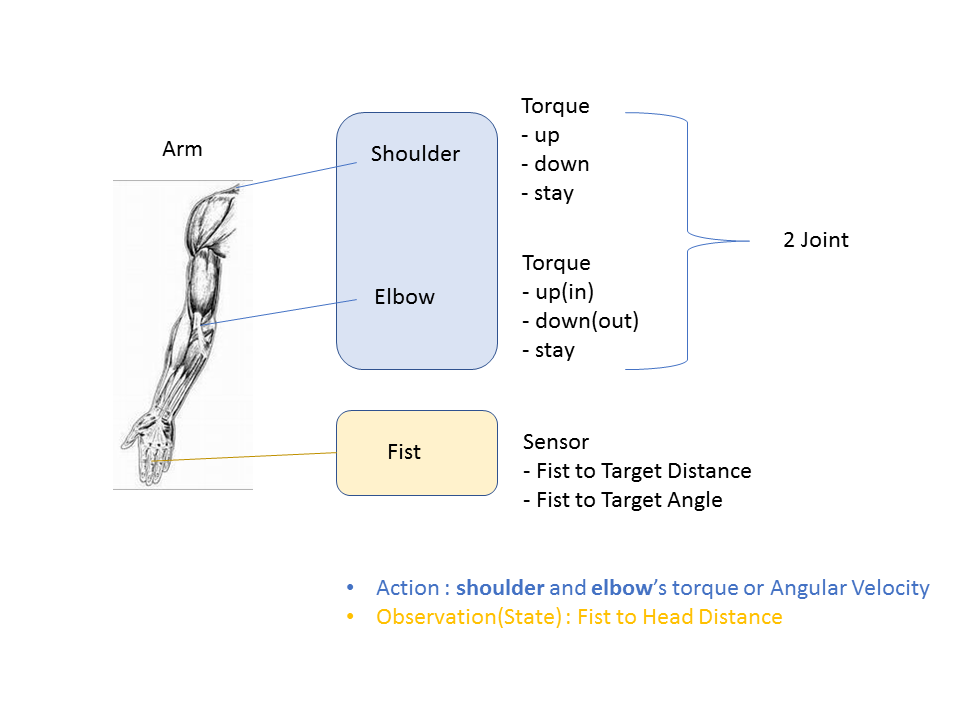 Arm
Shoulder
Torque
- up
- down
- stay
2 Joint
Elbow
Torque
- up(in)
- down(out)
- stay
Fist
Sensor
- Fist to Target Distance
- Fist to Target Angle
• Action : shoulder and elbow's torque or Angular Velocity
• Observation(State) : Fist to Head Distance